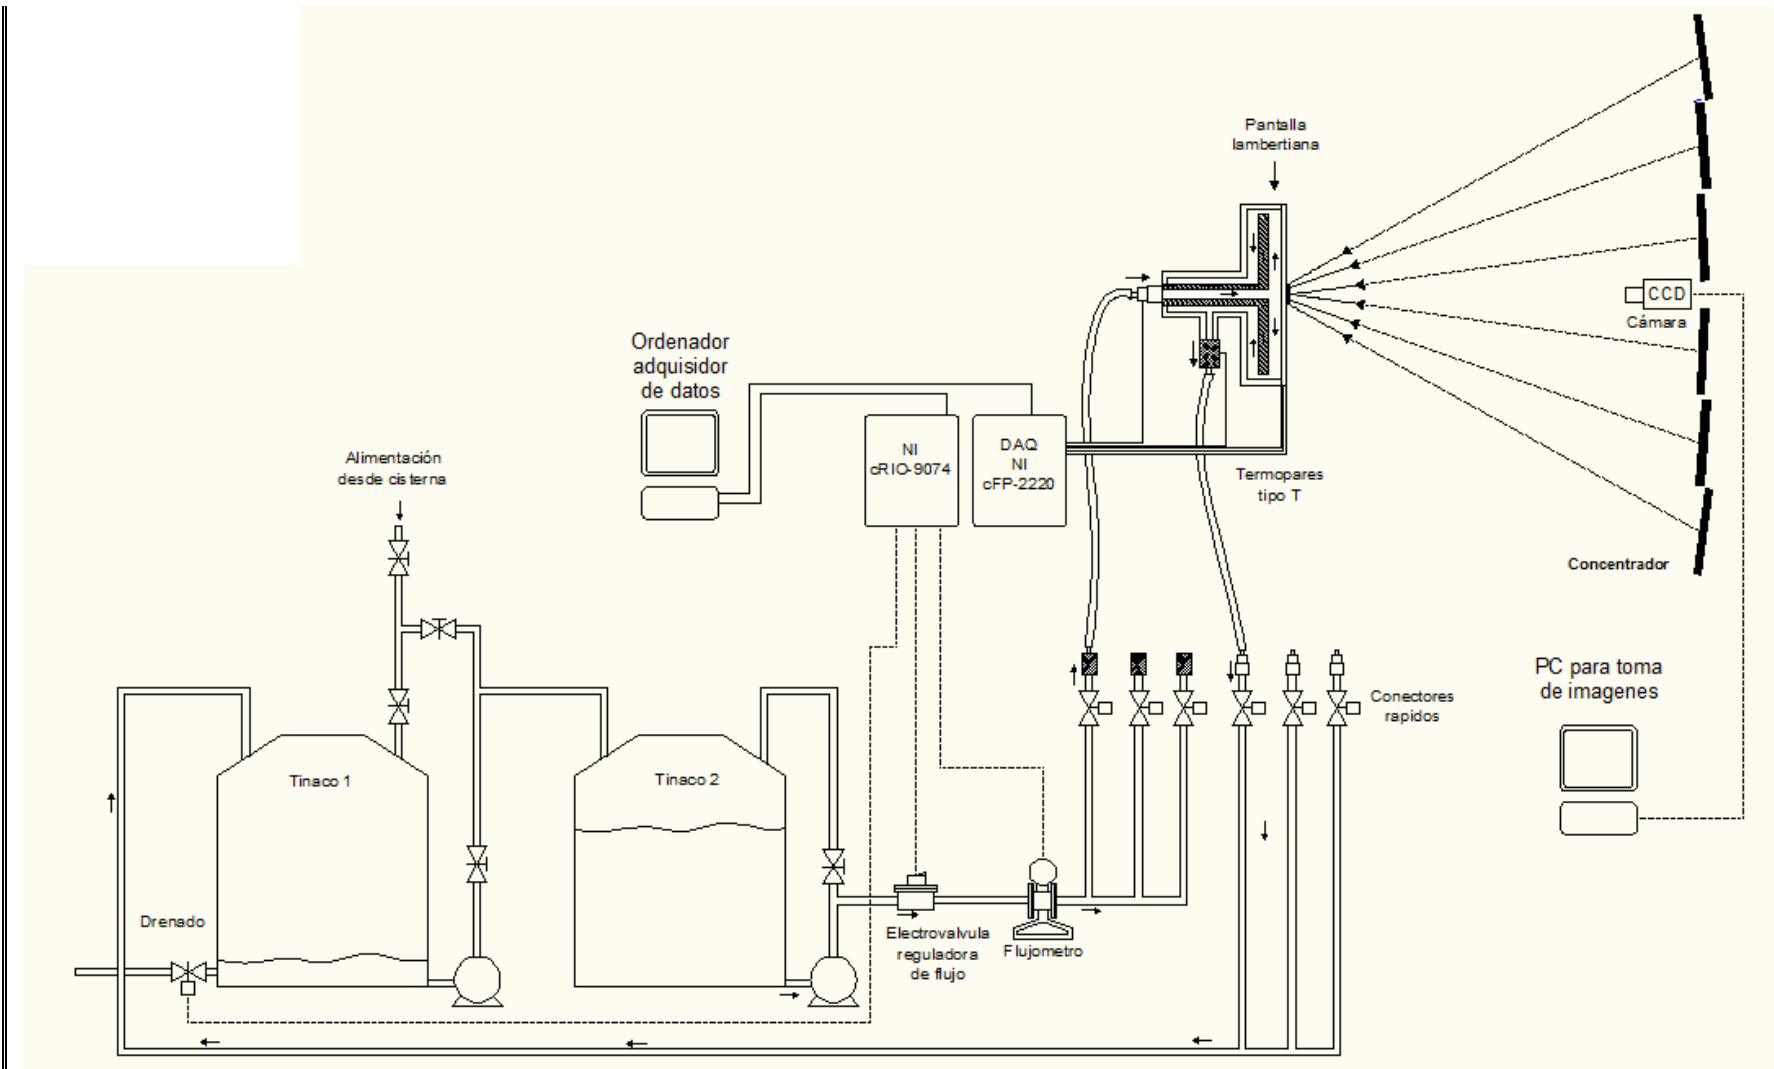 Pantalla
lambertiana
CCD
Cámara
Ordenador
adquisidor
de datos
NI
cRIO-9074
DAQ
NI
cFP-2220
Alimentación
desde cisterna
Termopares
tipo T
Concentrador
PC para toma
de imagenes
Conectores
rapidos
Tinaco 1
Tinaco 2
Drenado
Electrovalvula
reguladora
de flujo
Flujometro